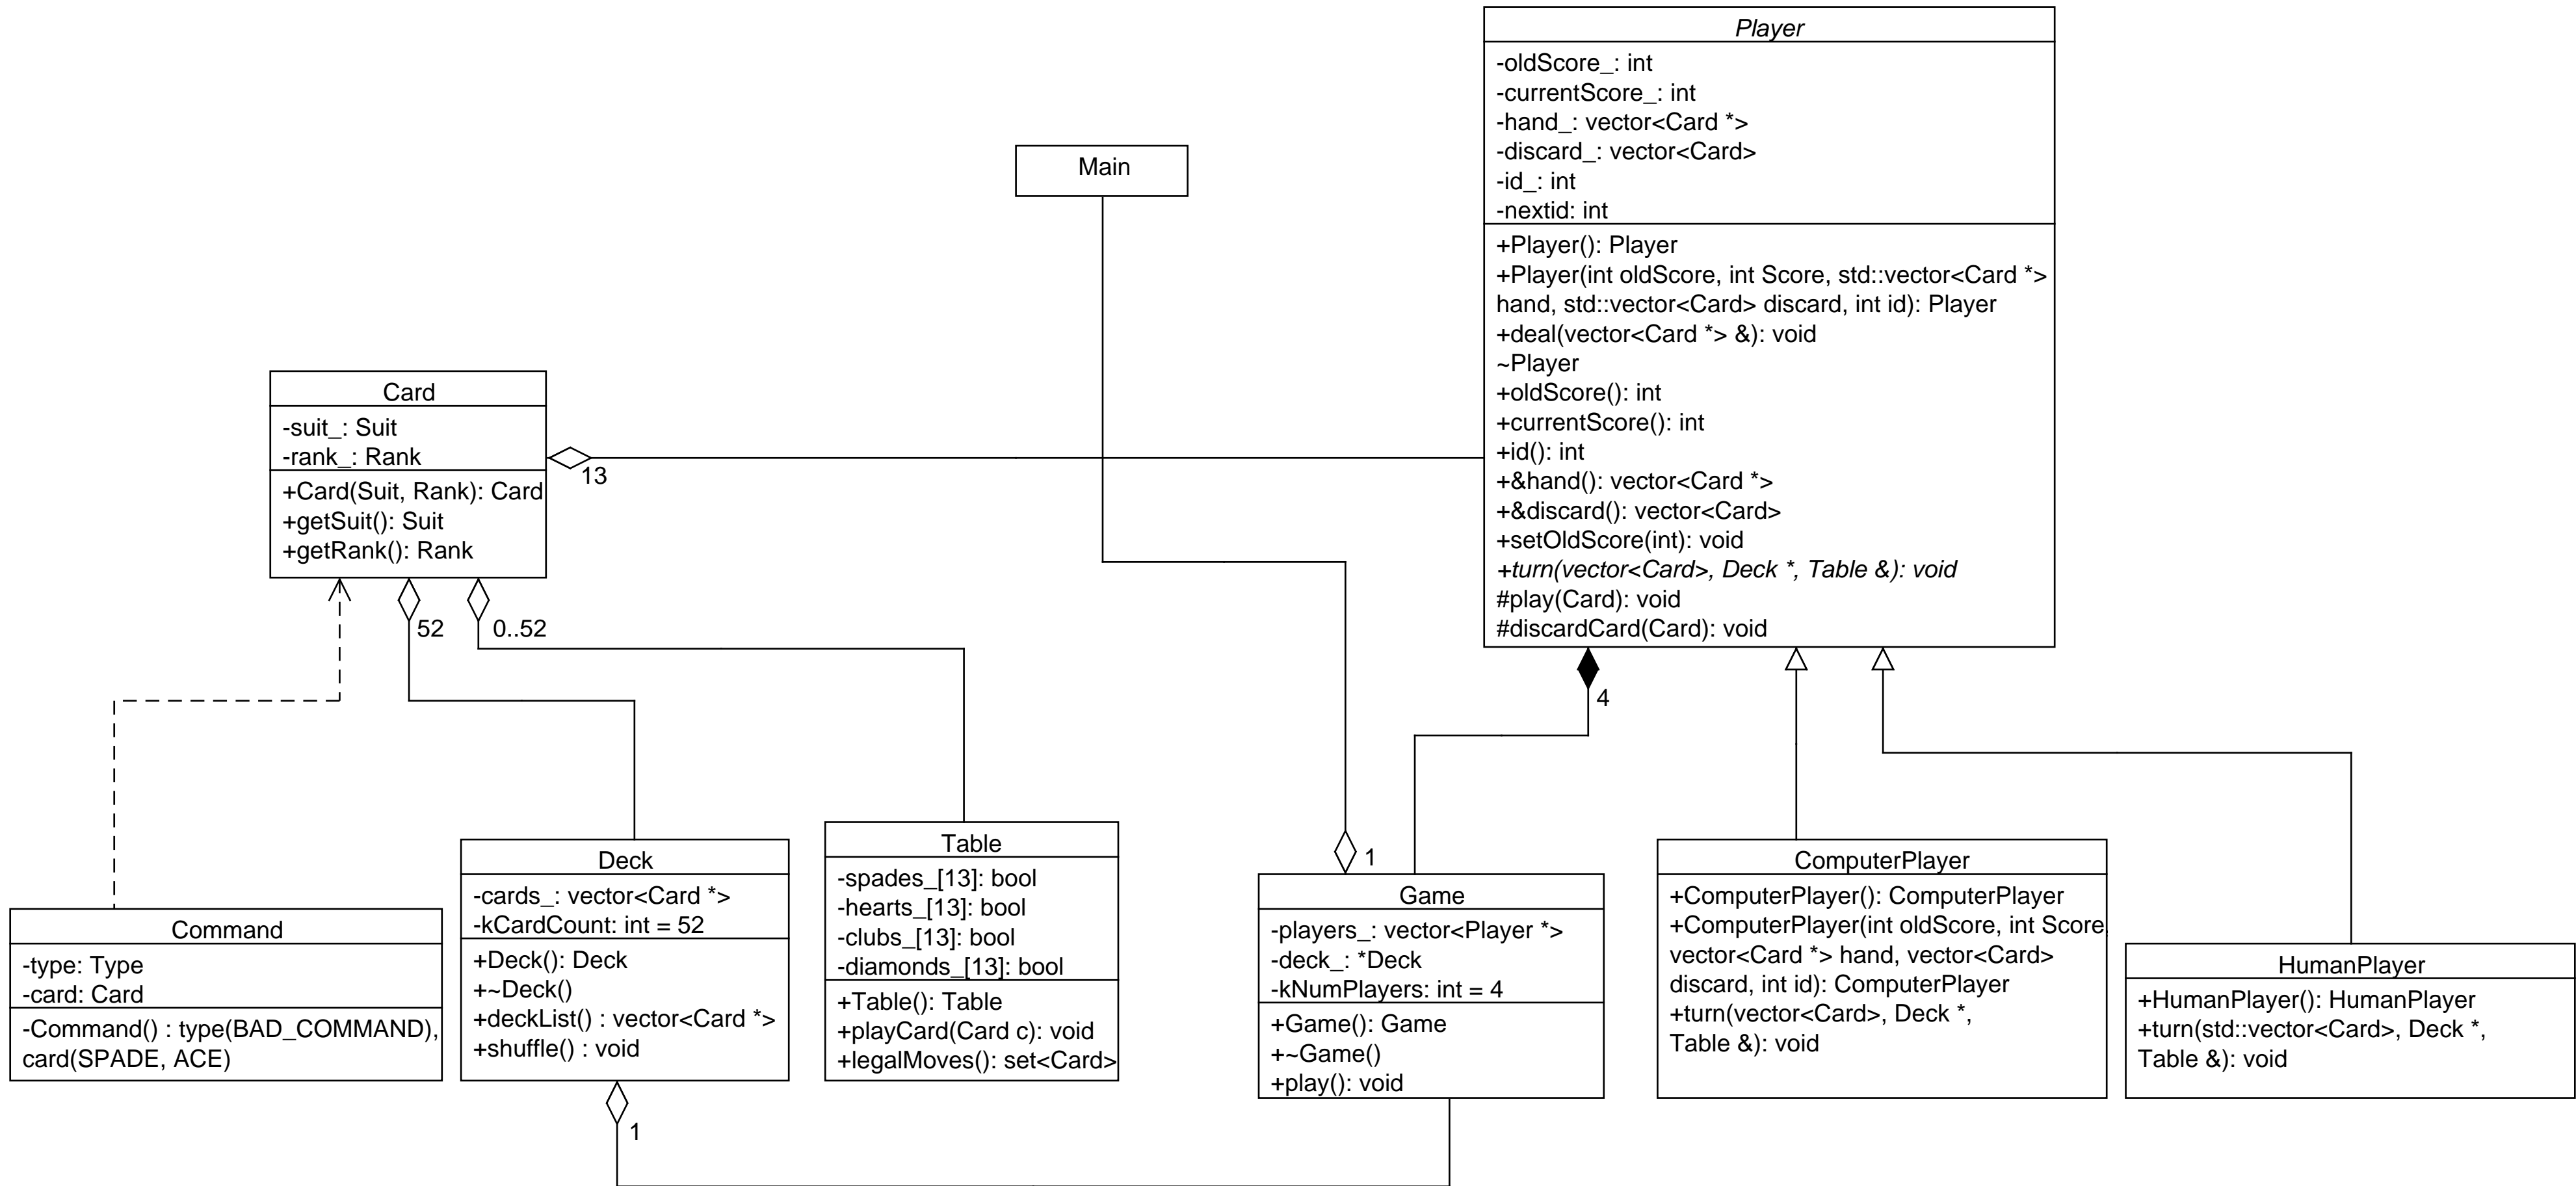 Player
-oldScore_: int
-currentScore_: int
-hand_: vector<Card *>
-discard_: vector<Card>
-id_: int
-nextid: int
+Player(): Player
+Player(int oldScore, int Score, std::vector<Card *>
hand, std::vector<Card> discard, int id): Player
+deal(vector<Card *> &): void
~Player
+oldScore(): int
+currentScore(): int
+id(): int
+&hand(): vector<Card *>
+&discard(): vector<Card>
+setOldScore(int): void
+turn(vector<Card>, Deck *, Table &): void
#play(Card): void
#discardCard(Card): void
Main
Card
-suit_: Suit
-rank_: Rank
+Card(Suit, Rank): Card
+getSuit(): Suit
+getRank(): Rank
13
52
0..52
4
1
Command
-type: Type
-card: Card
-Command() : type(BAD_COMMAND),
card(SPADE, ACE)
Deck
-cards_: vector<Card *>
-kCardCount: int = 52
+Deck(): Deck
+~Deck()
+deckList() : vector<Card *>
+shuffle() : void
Table
-spades_[13]: bool
-hearts_[13]: bool
-clubs_[13]: bool
-diamonds_[13]: bool
+Table(): Table
+playCard(Card c): void
+legalMoves(): set<Card>
Game
-players_: vector<Player *>
-deck_: *Deck
-kNumPlayers: int = 4
+Game(): Game
+~Game()
+play(): void
ComputerPlayer
+ComputerPlayer(): ComputerPlayer
+ComputerPlayer(int oldScore, int Score,
vector<Card *> hand, vector<Card>
discard, int id): ComputerPlayer
+turn(vector<Card>, Deck *,
Table &): void
HumanPlayer
+HumanPlayer(): HumanPlayer
+turn(std::vector<Card>, Deck *,
Table &): void
1